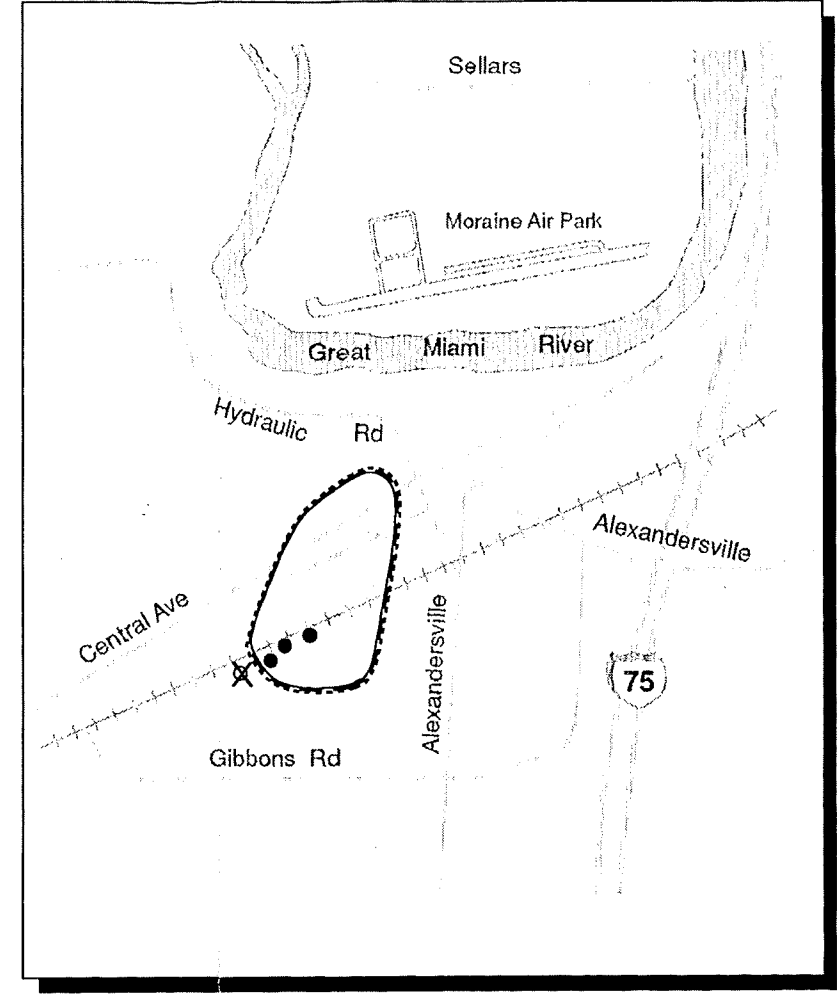 Sellars
Moraine Air Park
Great Miami River
Hydraulic Rd
Alexandersville
Central Ave
Alexandersville
75
Gibbons Rd